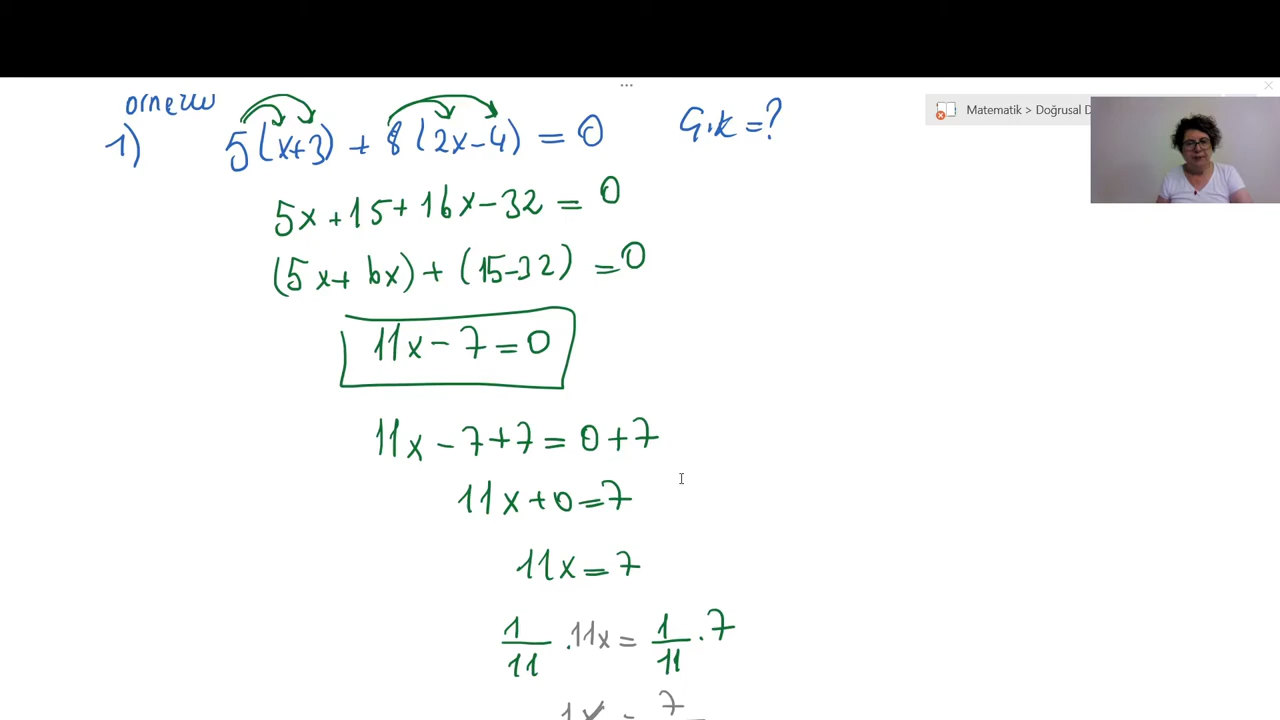 1) 5(x+3) + 8(2x-4) = 0 Ç.K = ?
5x + 15 + 16x - 32 = 0
(5x + 6x) + (15-32) = 0
11x - 7 = 0
11x - 7 + 7 = 0 + 7
11x + 0 = 7
11x = 7
1/11 . 11x = 1/11 . 7
1x = 7
Matematik > Doğrusal D